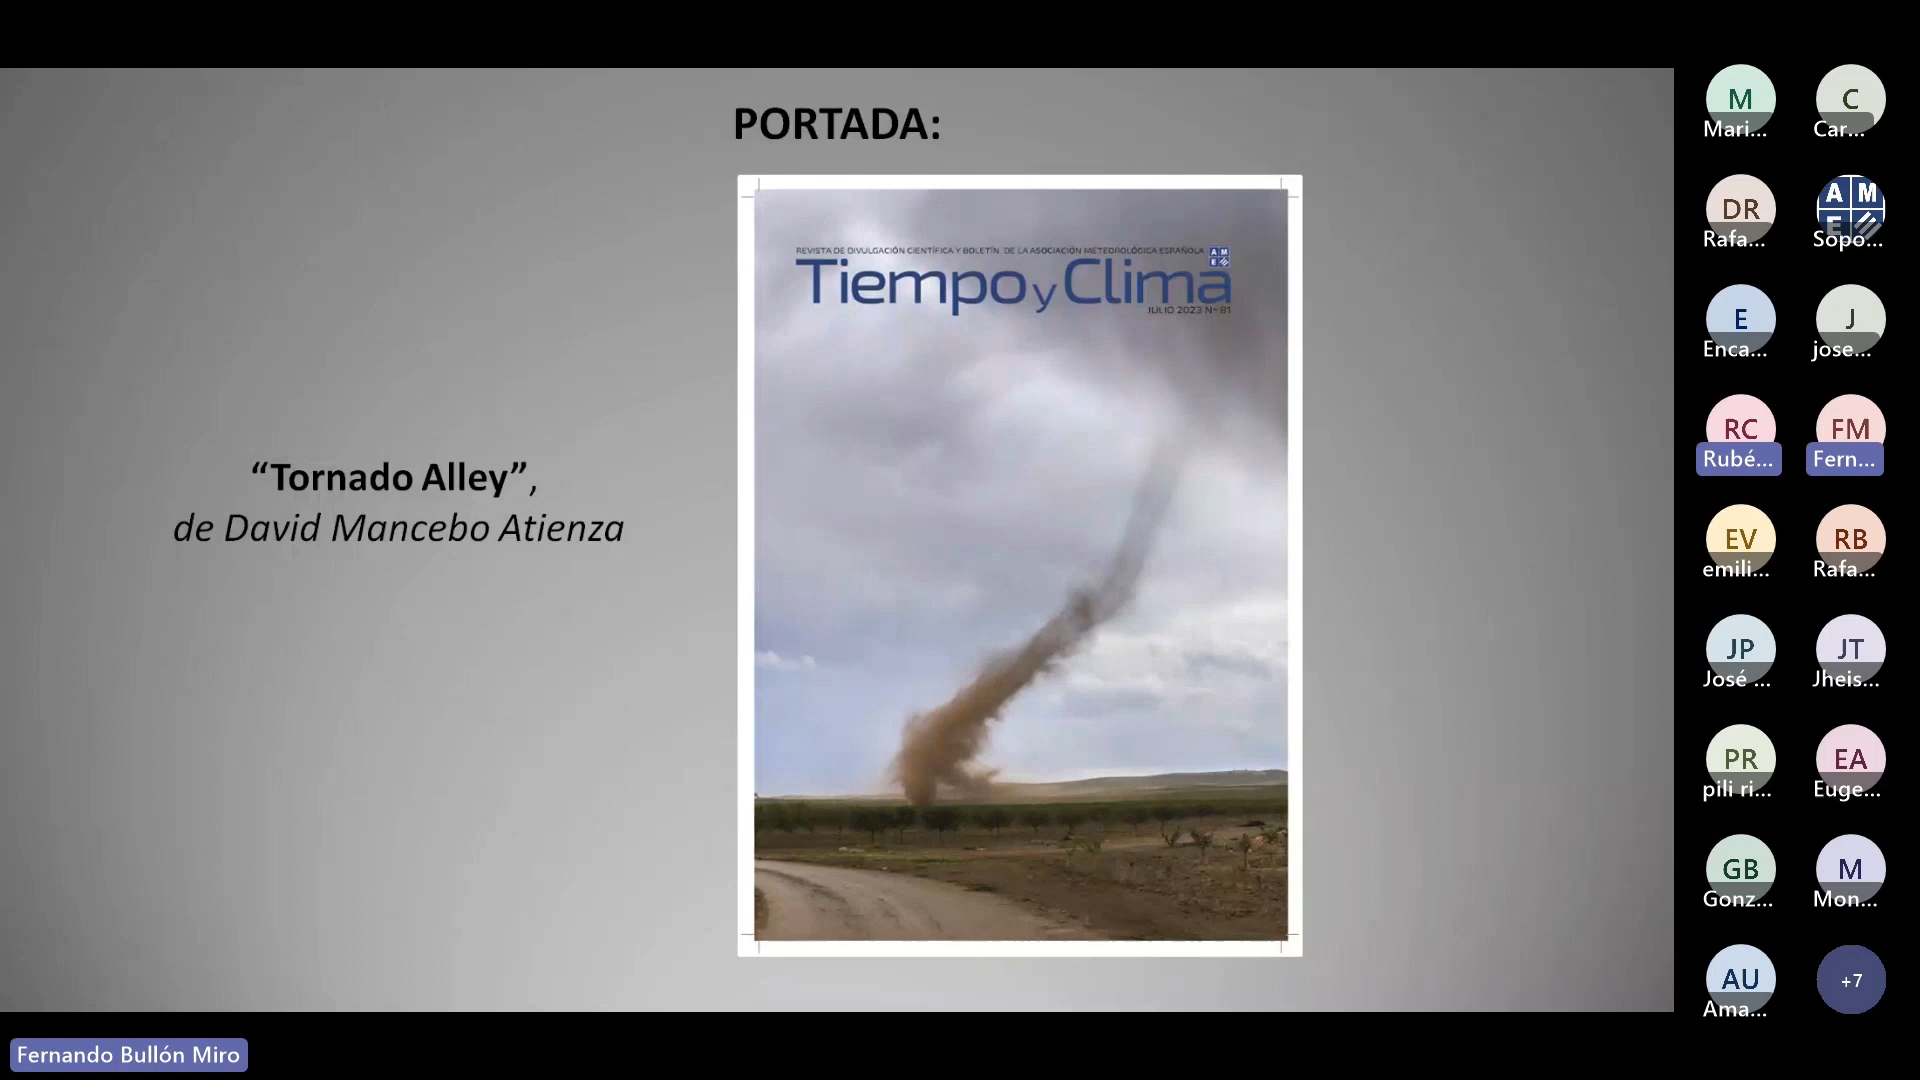 PORTADA:
REVISTA DE DIVULGACIÓN CIENTÍFICA Y BOLETÍN DE LA ASOCIACIÓN METEOROLÓGICA ESPAÑOLA
A M
E
Tiempo y Clima
JULIO 2023 Nº 81
“Tornado Alley”,
de David Mancebo Atienza
M
Mari...
C
Car...
DR
Rafa...
A M
E
Sopo...
E
Enca...
J
jose...
RC
Rubé...
FM
Fern...
EV
emili...
RB
Rafa...
JP
José ...
JT
Jheis...
PR
pili ri...
EA
Euge...
GB
Gonz...
M
Mon...
AU
Ama...
+7
Fernando Bullón Miro